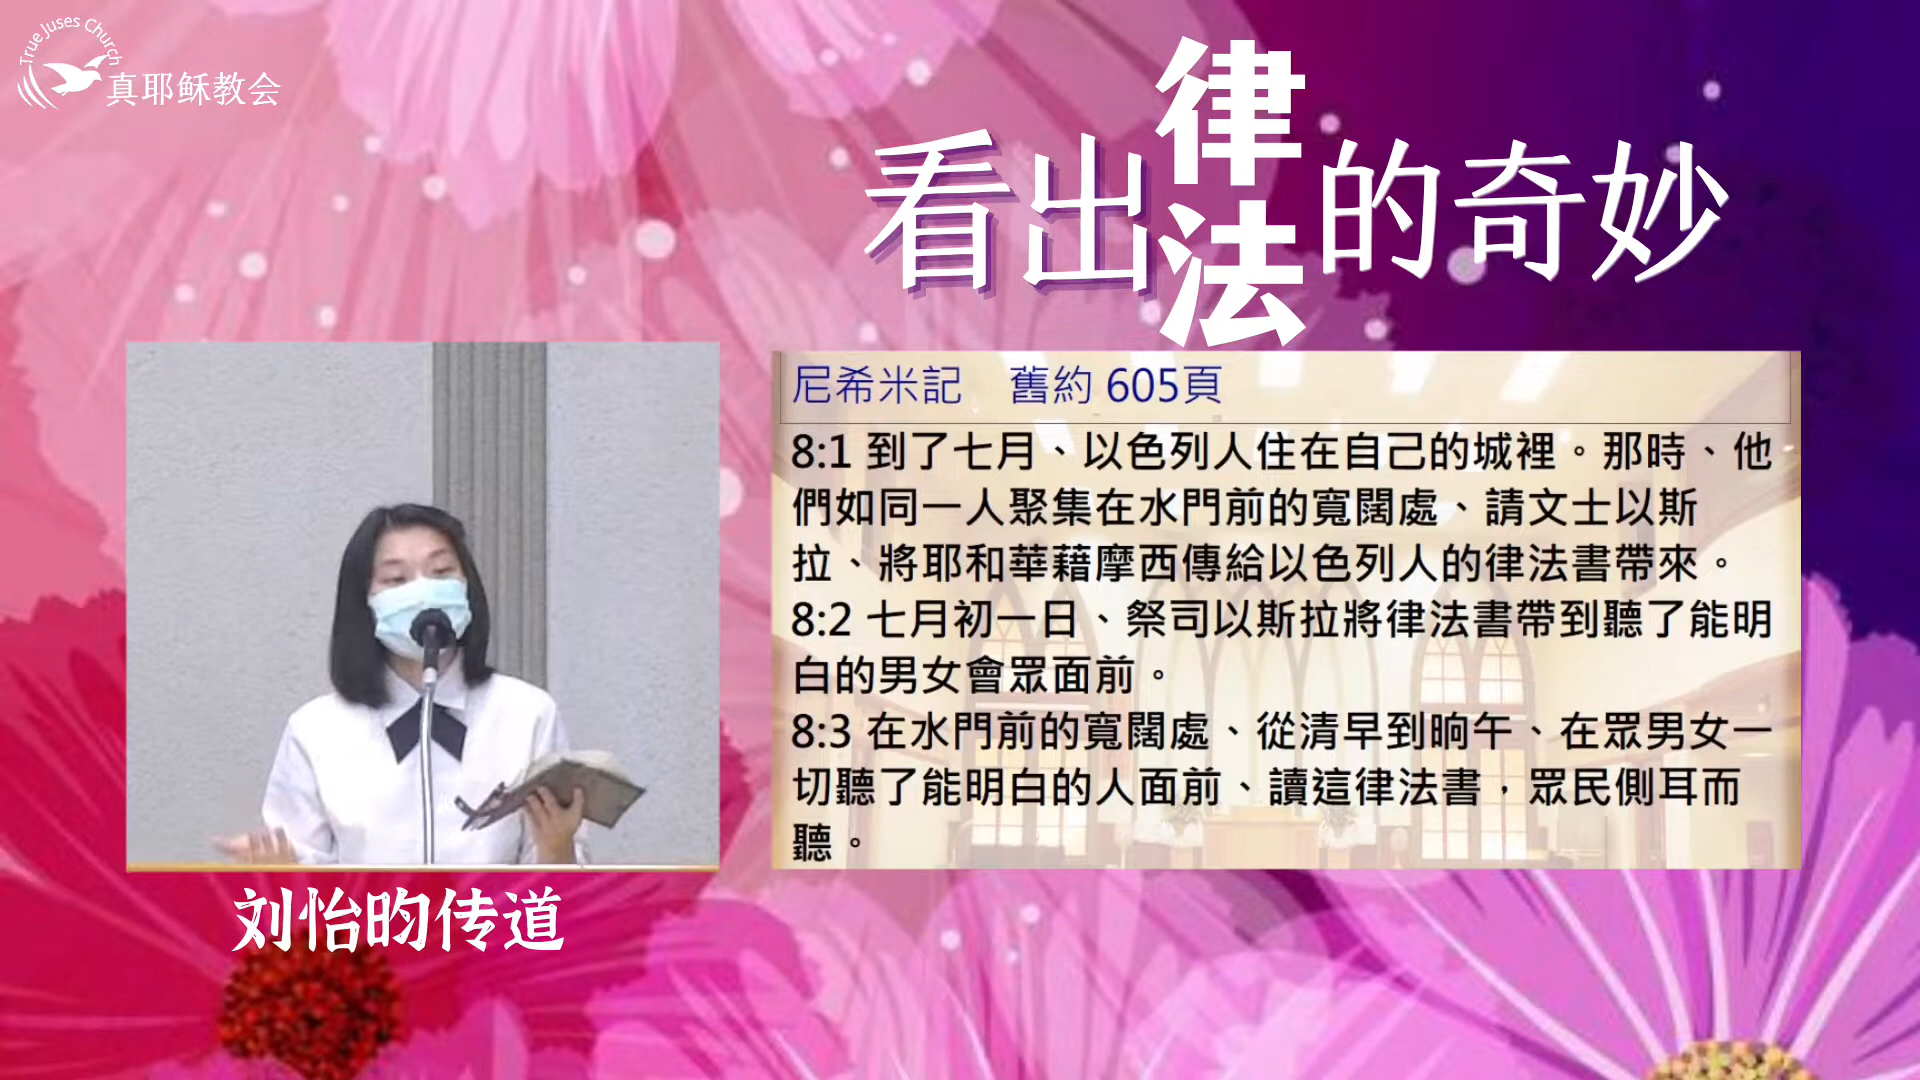 True Juses Church
真耶稣教会
看出律法的奇妙
尼希米記 舊約 605頁
8:1 到了七月、以色列人住在自己的城裡。那時、他
們如同一人聚集在水門前的寬闊處、請文士以斯
拉、將耶和華藉摩西傳給以色列人的律法書帶來。
8:2 七月初一日、祭司以斯拉將律法書帶到聽了能明
白的男女會眾面前。
8:3 在水門前的寬闊處、從清早到晌午、在眾男女一
切聽了能明白的人面前、讀這律法書，眾民側耳而
聽。
刘怡昀传道